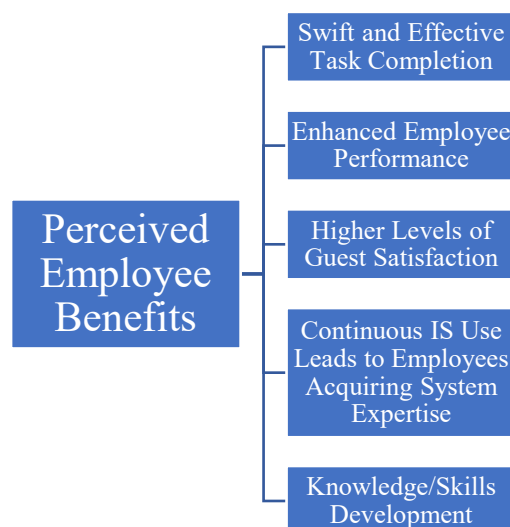 Perceived
Employee
Benefits
Swift and Effective
Task Completion
Enhanced Employee
Performance
Higher Levels of
Guest Satisfaction
Continuous IS Use
Leads to Employees
Acquiring System
Expertise
Knowledge/Skills
Development